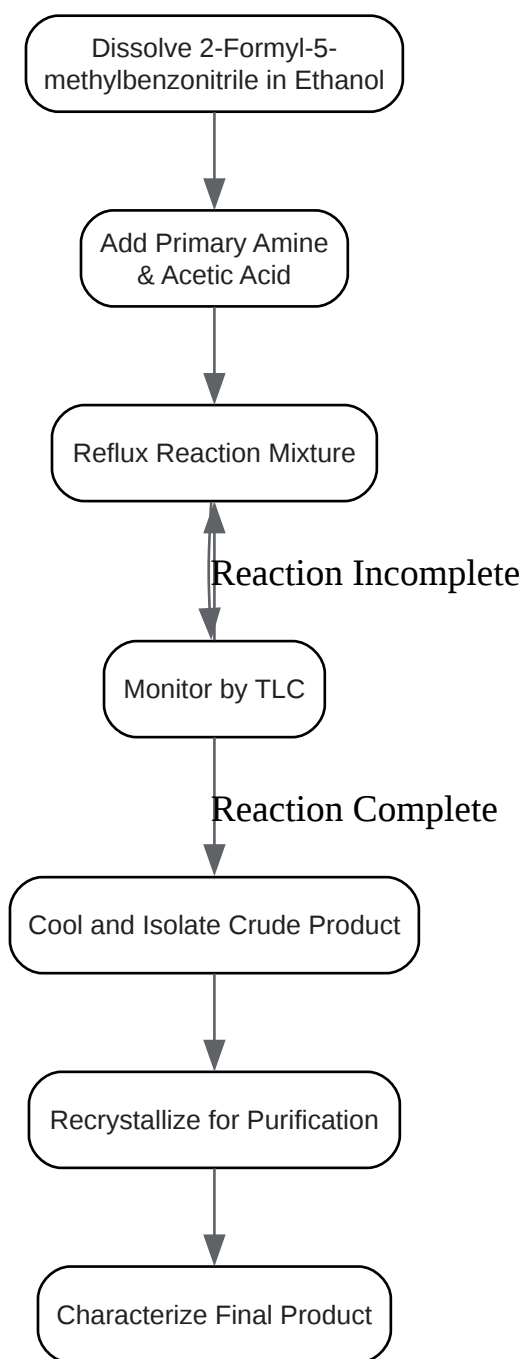 Dissolve 2-Formyl-5-
methylbenzonitrile in Ethanol
Add Primary Amine
& Acetic Acid
Reflux Reaction Mixture
Reaction Incomplete
Monitor by TLC
Reaction Complete
Cool and Isolate Crude Product
Recrystallize for Purification
Characterize Final Product